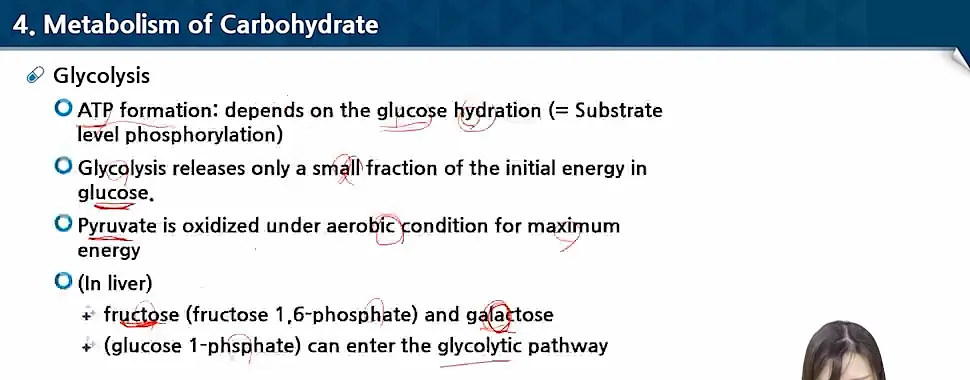 4. Metabolism of Carbohydrate
Glycolysis
ATP formation: depends on the glucose hydration (= Substrate
level phosphorylation)
Glycolysis releases only a small fraction of the initial energy in
glucose.
Pyruvate is oxidized under aerobic condition for maximum
energy
(In liver)
fructose (fructose 1,6-phosphate) and galactose
(glucose 1-phsphate) can enter the glycolytic pathway